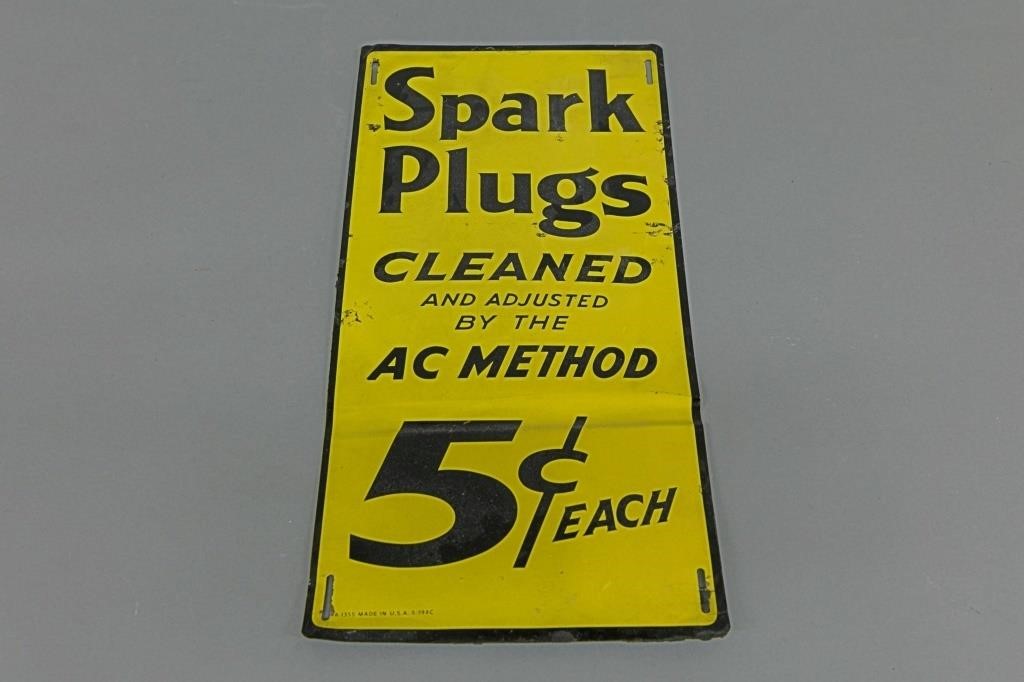 Spark
Plugs
CLEANED
AND ADJUSTED
BY THE
AC METHOD
5¢ EACH
MADE IN U.S.A.